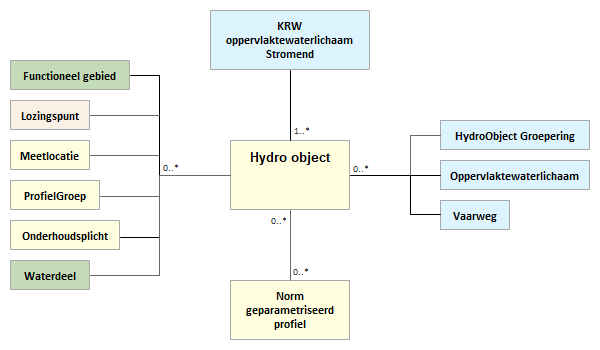 KRW
oppervlaktewaterlichaam
Stromend
Functioneel gebied
Lozingspunt
Meetlocatie
ProfielGroep
Onderhoudsplicht
Waterdeel
0..*
1..*
Hydro object
0..*
0..*
HydroObject Groepering
Oppervlaktewaterlichaam
Vaarweg
0..*
Norm
geparametriseerd
profiel